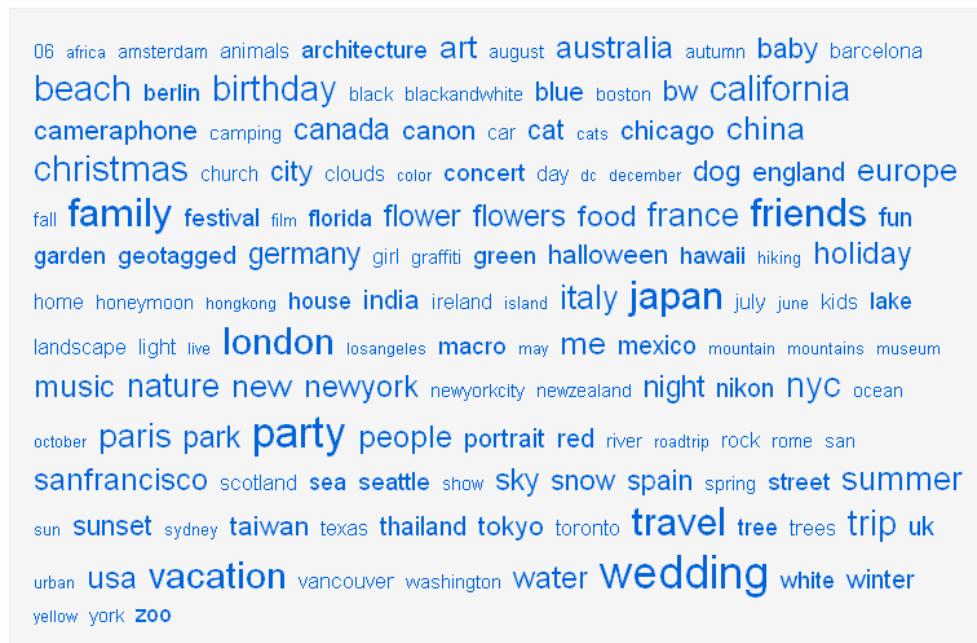 06 africa amsterdam animals architecture art august australia autumn baby barcelona
beach berlin birthday black blackandwhite blue boston bw california
cameraphone camping canada canon car cat cats chicago china
christmas church city clouds color concert day dc december dog england europe
fall family festival film florida flower flowers food france friends fun
garden geotagged germany girl graffiti green halloween hawaii hiking holiday
home honeymoon hongkong house india ireland island italy japan july june kids lake
landscape light live london losangeles macro may me mexico mountain mountains museum
music nature new newyork newyorkcity newzealand night nikon nyc ocean
october paris park party people portrait red river roadtrip rock rome san
sanfrancisco scotland sea seattle show sky snow spain spring street summer
sun sunset sydney taiwan texas thailand tokyo toronto travel tree trees trip uk
urban usa vacation vancouver washington water wedding white winter
yellow york zoo